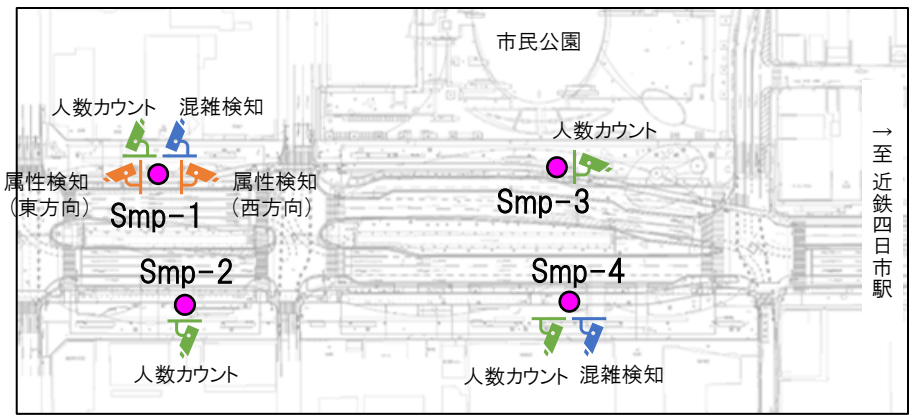 市民公園
人数カウント
混雑検知
人数カウント
属性検知
(東方向)
属性検知
(西方向)
Smp-1
Smp-3
Smp-2
Smp-4
人数カウント
人数カウント
混雑検知
→至 近鉄四日市駅